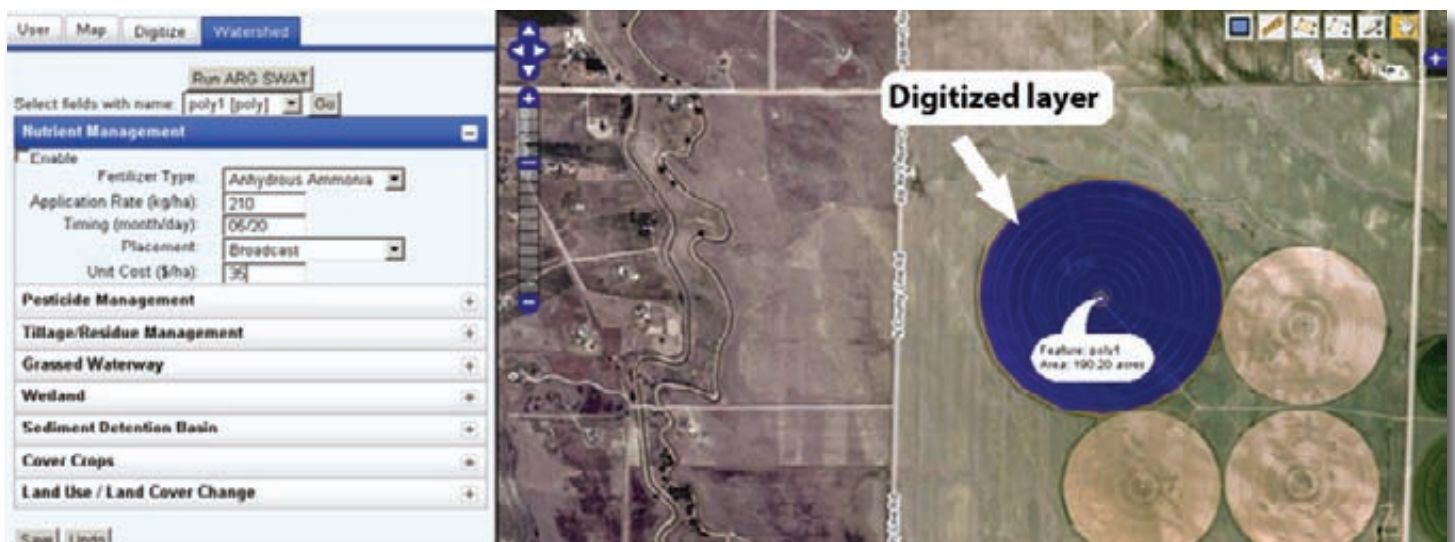 User Map Digitize Watershed
Run ARG SWAT
Select fields with name: poly1 [poly] Go
Nutrient Management
Enable
Fertilizer Type: Anhydrous Ammonia
Application Rate (kg/ha): 210
Timing (month/day): 06/20
Placement: Broadcast
Unit Cost ($/ha): 35
Pesticide Management
Tillage/Residue Management
Grassed Waterway
Wetland
Sediment Detention Basin
Cover Crops
Land Use / Land Cover Change
Save Undo
Digitized layer
Feature: poly1
Area: 190.20 acres
N County Line Rd